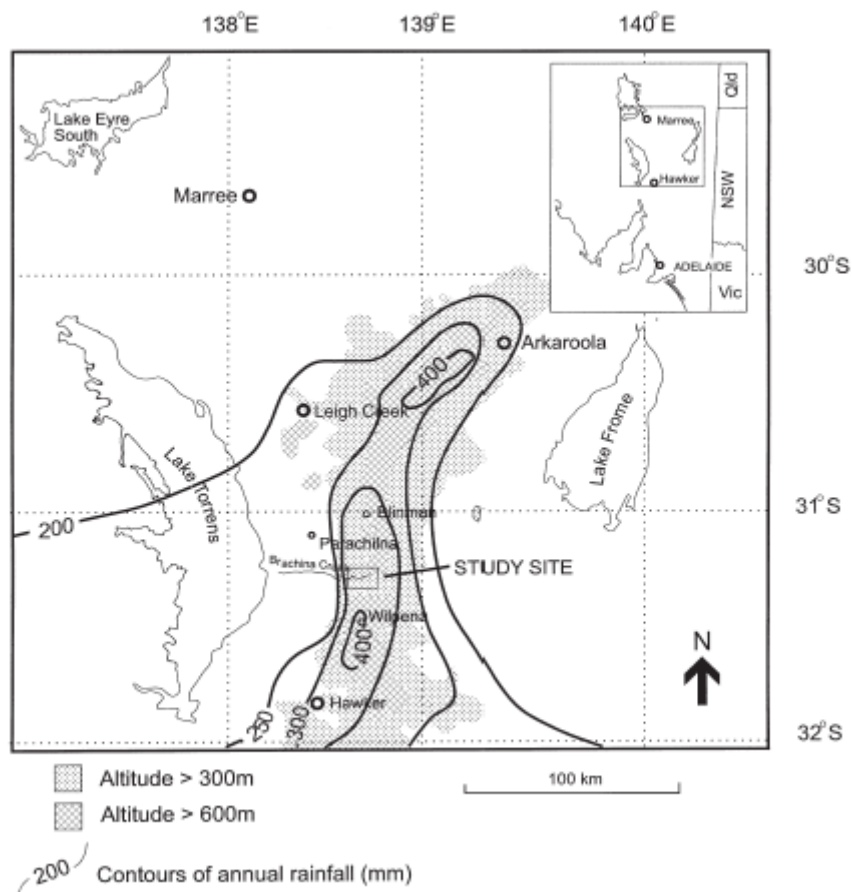 138°E
139°E
140°E
Lake Eyre
South
Marree
Qld
Marree
NSW
Hawker
ADELAIDE
Vic
30°S
Arkaroola
400
Leigh Creek
Lake Frome
Lake Torrens
200
31°S
Blinman
Parachilna
Brachina Creek
STUDY SITE
Wilpena
400
N
Hawker
250
300
32°S
Altitude > 300m
100 km
Altitude > 600m
200
Contours of annual rainfall (mm)